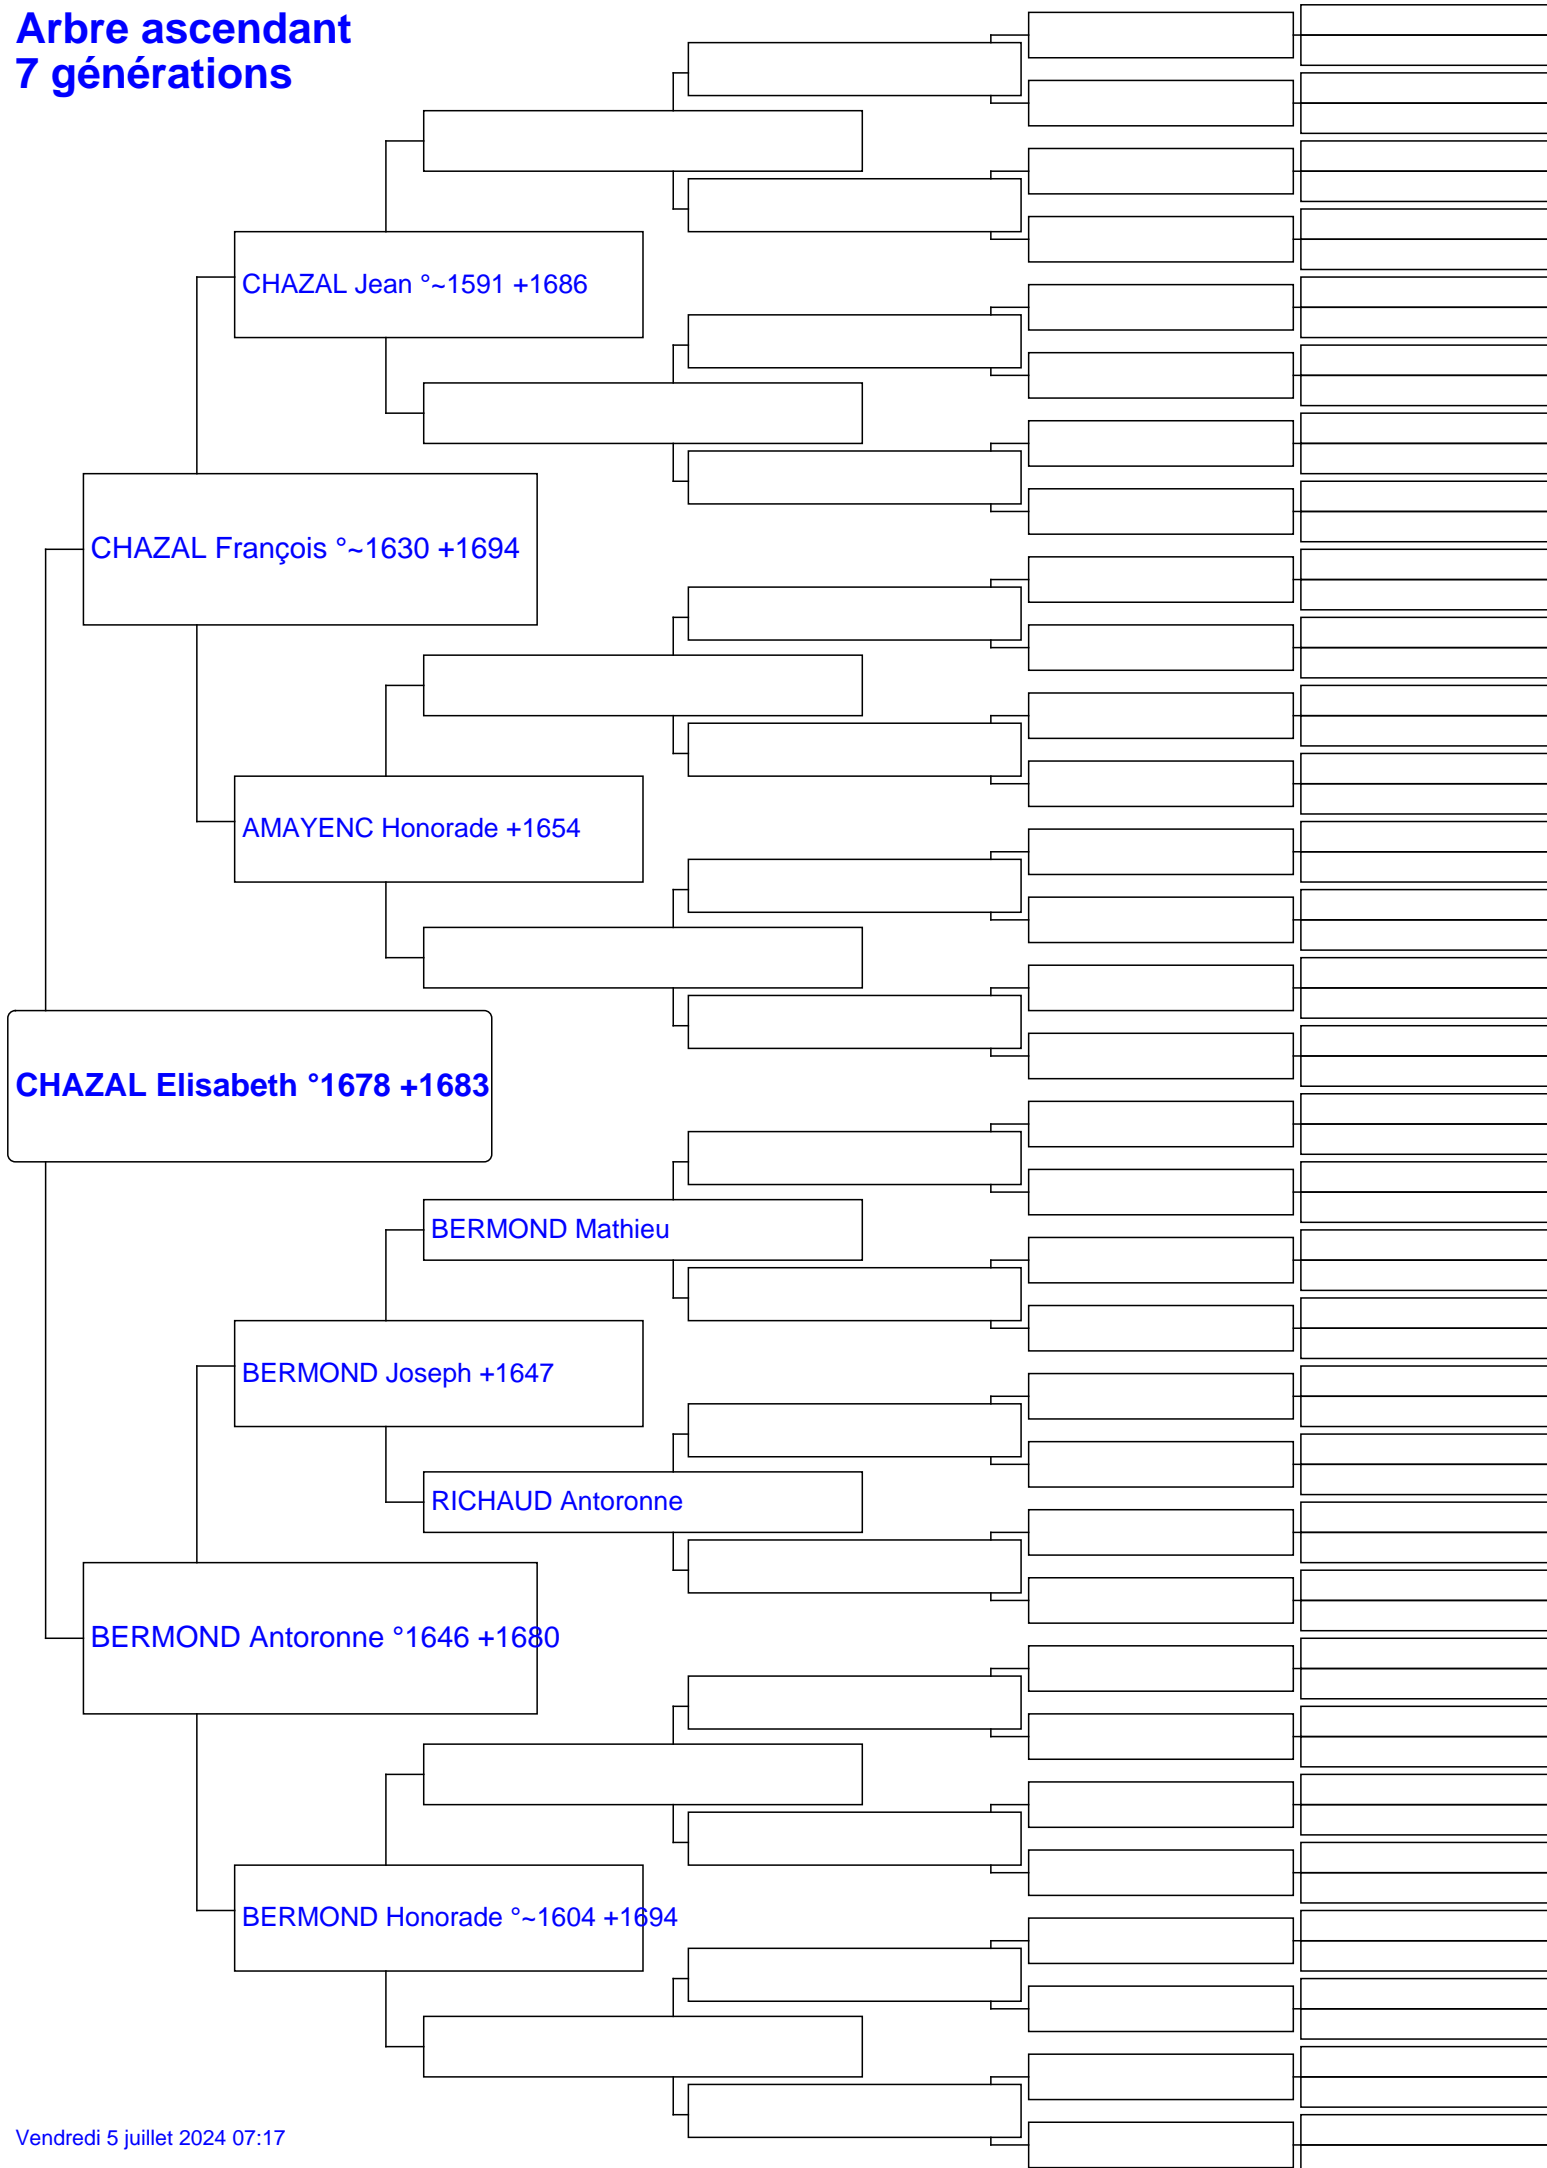 Arbre ascendant
7 générations
CHAZAL Jean °~1591 +1686
CHAZAL François °~1630 +1694
AMAYENC Honorade +1654
CHAZAL Elisabeth °1678 +1683
BERMOND Mathieu
BERMOND Joseph +1647
RICHAUD Antoronne
BERMOND Antoronne °1646 +1680
BERMOND Honorade °~1604 +1694
Vendredi 5 juillet 2024 07:17